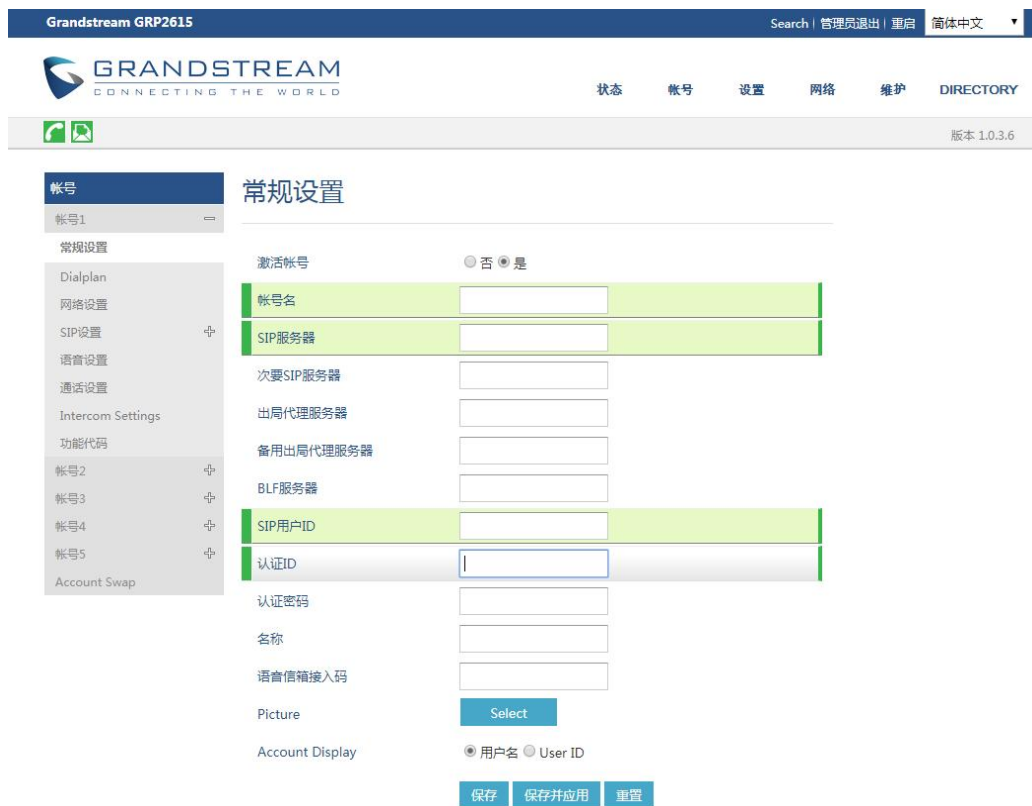 Grandstream GRP2615
Search | 管理员退出 | 重启 简体中文
GRANDSTREAM
CONNECTING THE WORLD
状态 帐号 设置 网络 维护 DIRECTORY
版本 1.0.3.6
帐号
帐号1
常规设置
Dialplan
网络设置
SIP设置
语音设置
通话设置
Intercom Settings
功能代码
帐号2
帐号3
帐号4
帐号5
Account Swap
常规设置
激活帐号 否 是
帐号名
SIP服务器
次要SIP服务器
出局代理服务器
备用出局代理服务器
BLF服务器
SIP用户ID
认证ID
认证密码
名称
语音信箱接入码
Picture Select
Account Display 用户名 User ID
保存 保存并应用 重置